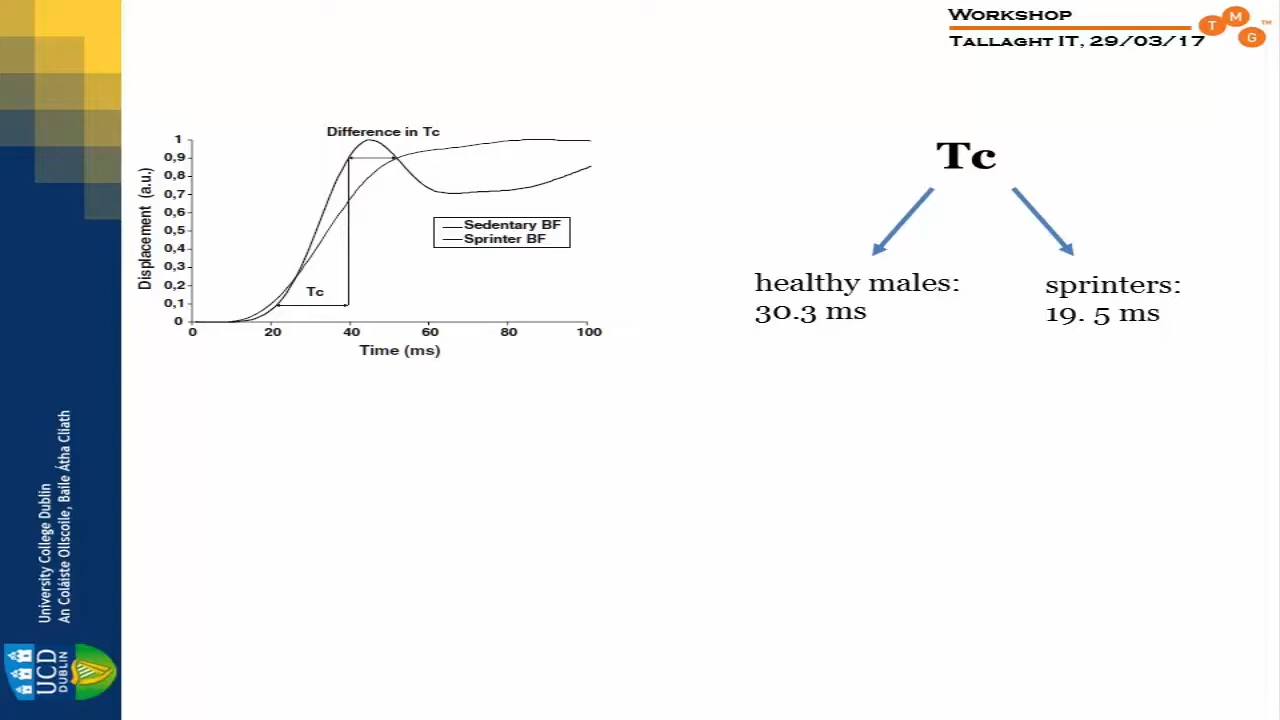 Workshop
Tallaght IT, 29/03/17
T M G ™
Difference in Tc
Displacement (a.u.)
1
0,9
0,8
0,7
0,6
0,5
0,4
0,3
0,2
0,1
0
Sedentary BF
Sprinter BF
Tc
0 20 40 60 80 100
Time (ms)
Tc
healthy males:
30.3 ms
sprinters:
19. 5 ms
University College Dublin
An Coláiste Ollscoile, Baile Átha Cliath
UCD
DUBLIN